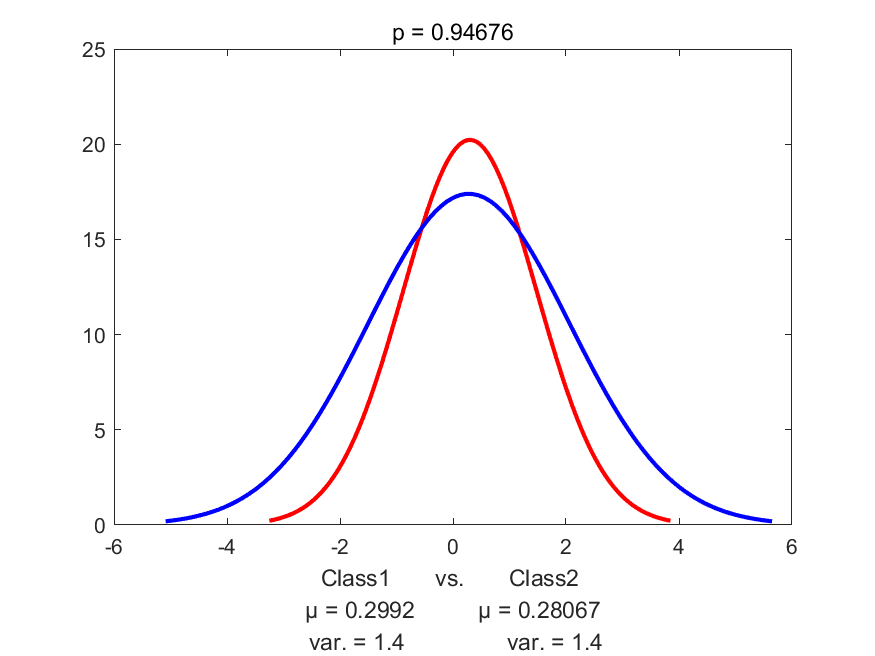 p = 0.94676
25
20
15
10
5
0
-6 -4 -2 0 2 4 6
Class1 vs. Class2
μ = 0.2992 μ = 0.28067
var. = 1.4 var. = 1.4